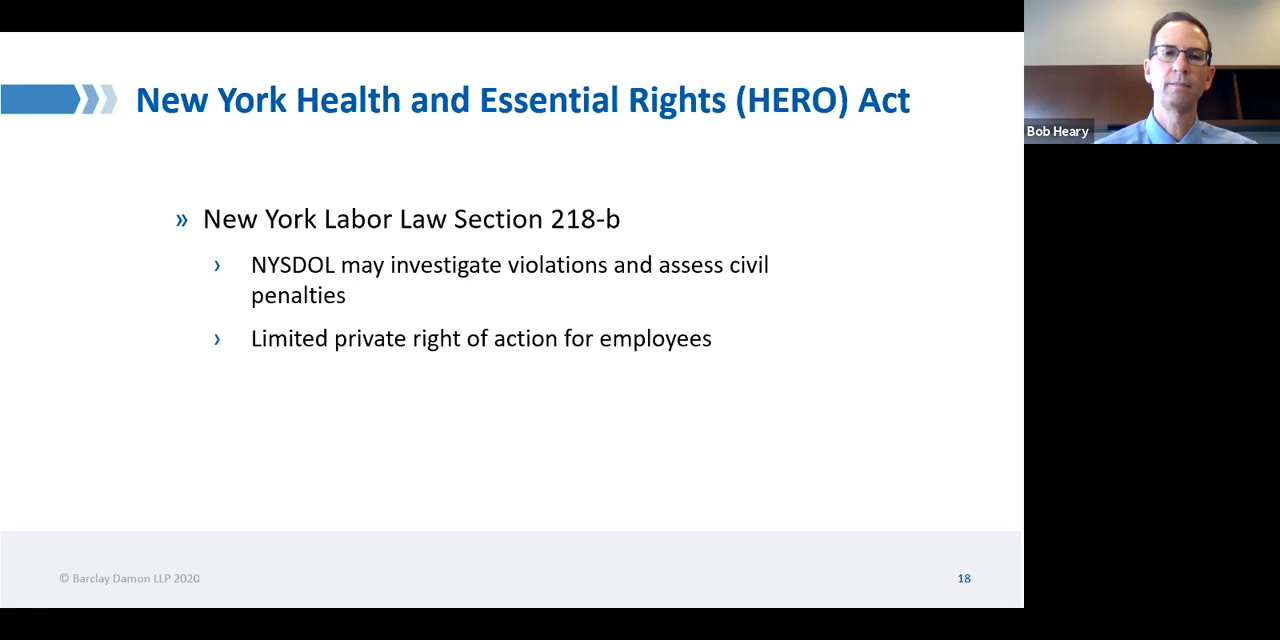 New York Health and Essential Rights (HERO) Act
Bob Heary
» New York Labor Law Section 218-b
› NYSDOL may investigate violations and assess civil
penalties
› Limited private right of action for employees
© Barclay Damon LLP 2020
18